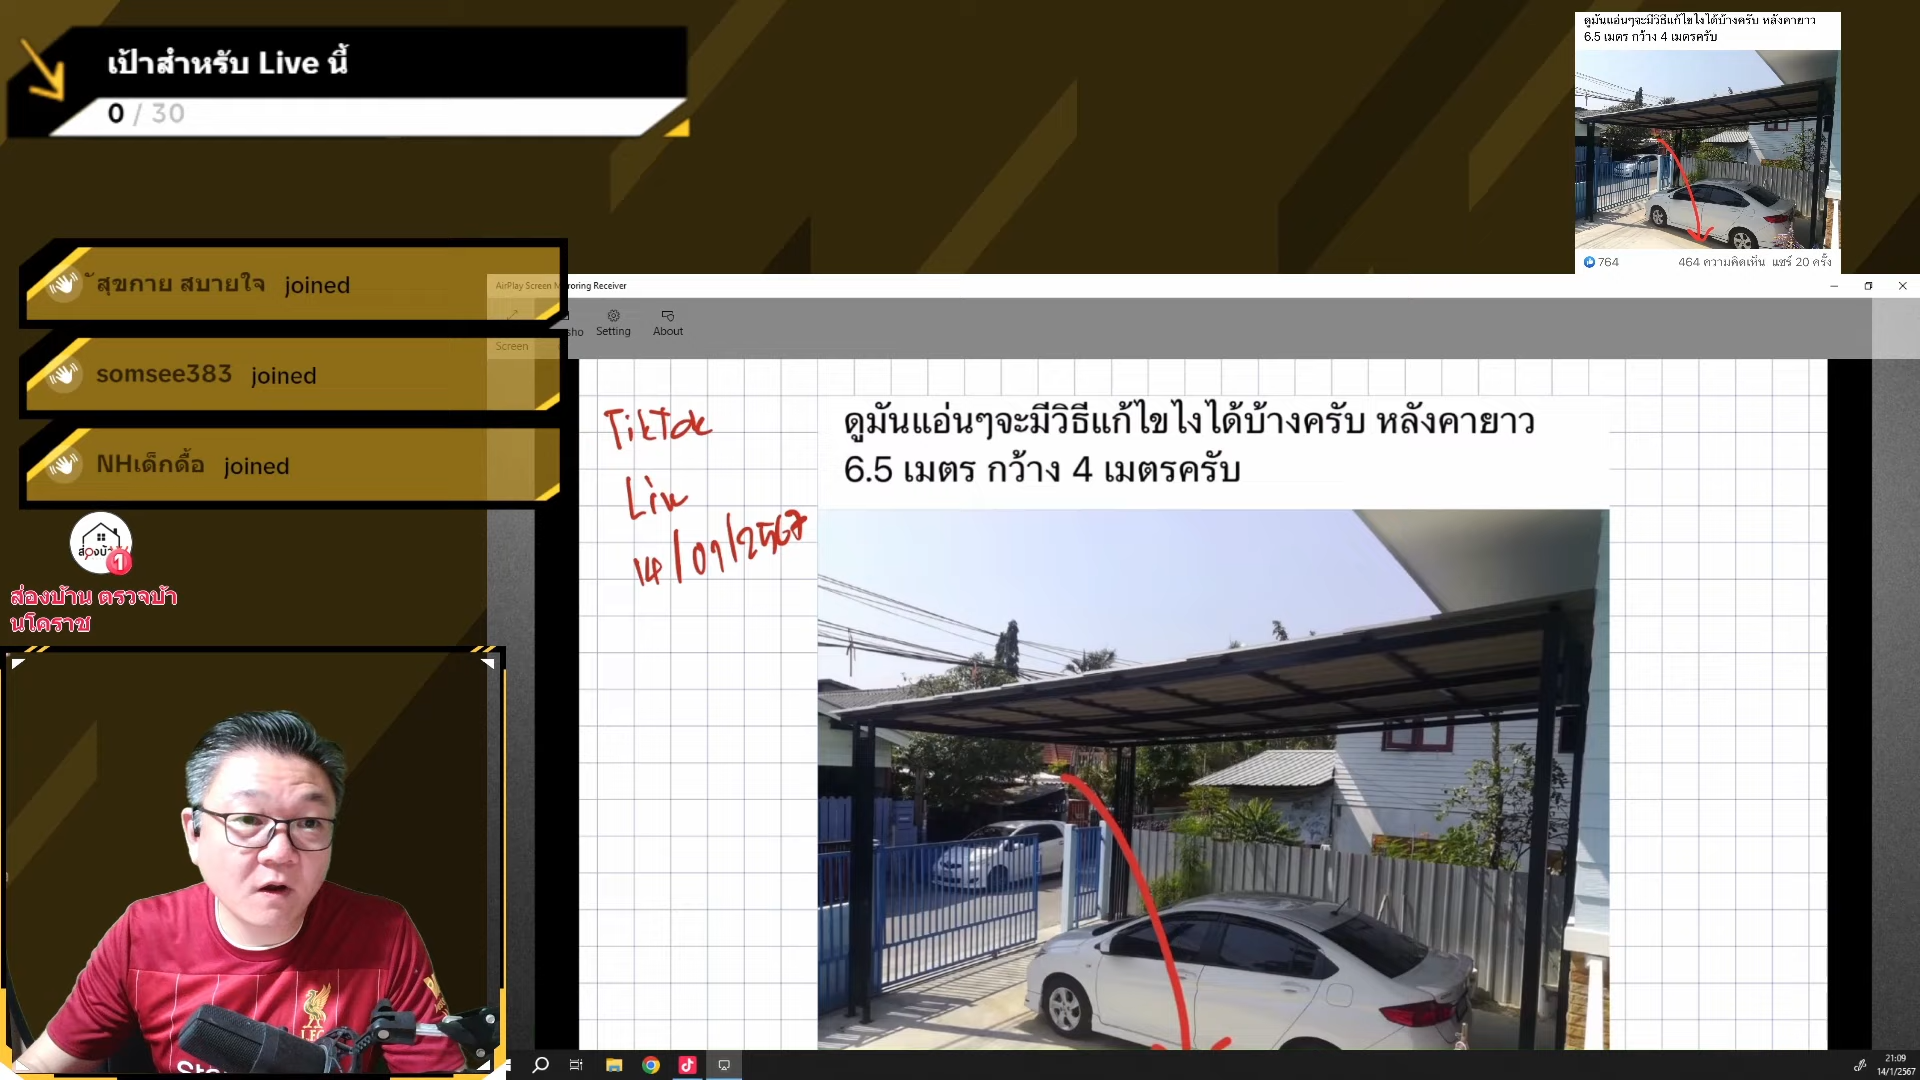 เป้าสำหรับ Live นี้
0 / 30
ดูมันแอ่นๆจะมีวิธีแก้ไขไงได้บ้างครับ หลังคายาว
6.5 เมตร กว้าง 4 เมตรครับ
764
464 ความคิดเห็น แชร์ 20 ครั้ง
สุขกาย สบายใจ joined
somsee383 joined
NHเด็กดื้อ joined
AirPlay Screen Mirroring Receiver
Screen
Setting
About
TikTok
Live
14/01/2567
ดูมันแอ่นๆจะมีวิธีแก้ไขไงได้บ้างครับ หลังคายาว
6.5 เมตร กว้าง 4 เมตรครับ
1
ส่องบ้าน ตรวจบ้า
นโคราช
LFC
21:09
14/1/2567